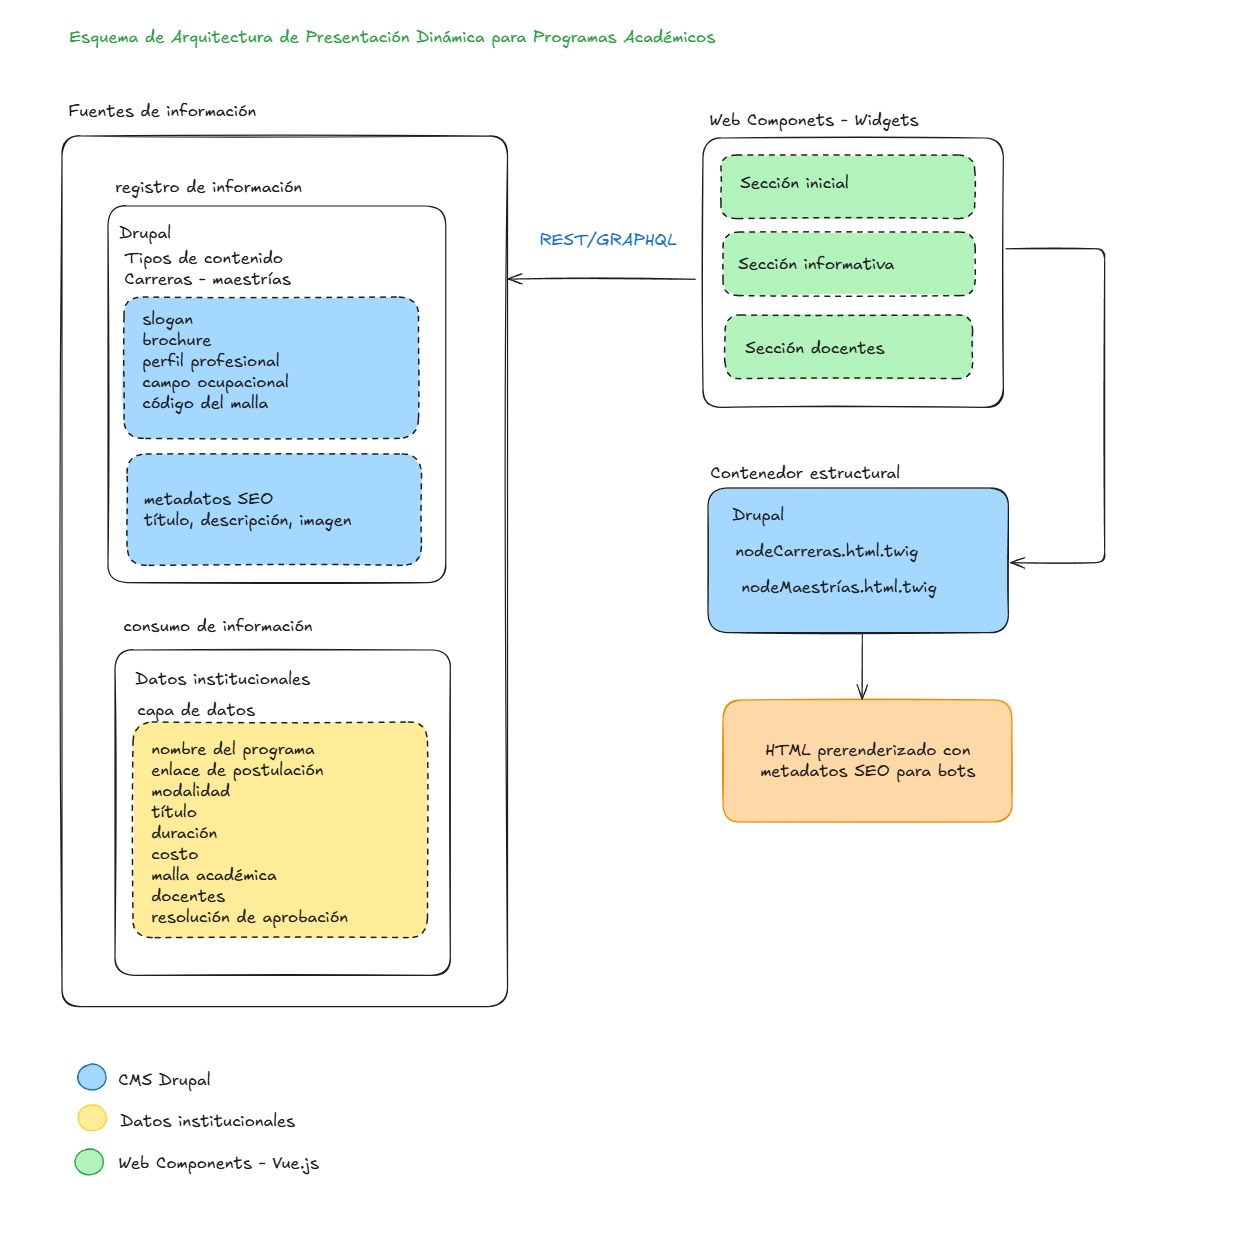 Esquema de Arquitectura de Presentación Dinámica para Programas Académicos
Fuentes de información
registro de información
Drupal
Tipos de contenido
Carreras - maestrías
slogan
brochure
perfil profesional
campo ocupacional
código del malla
metadatos SEO
título, descripción, imagen
consumo de información
Datos institucionales
capa de datos
nombre del programa
enlace de postulación
modalidad
título
duración
costo
malla académica
docentes
resolución de aprobación
REST/GRAPHQL
Web Componets - Widgets
Sección inicial
Sección informativa
Sección docentes
Contenedor estructural
Drupal
nodeCarreras.html.twig
nodeMaestrías.html.twig
HTML prerenderizado con
metadatos SEO para bots
CMS Drupal
Datos institucionales
Web Components - Vue.js